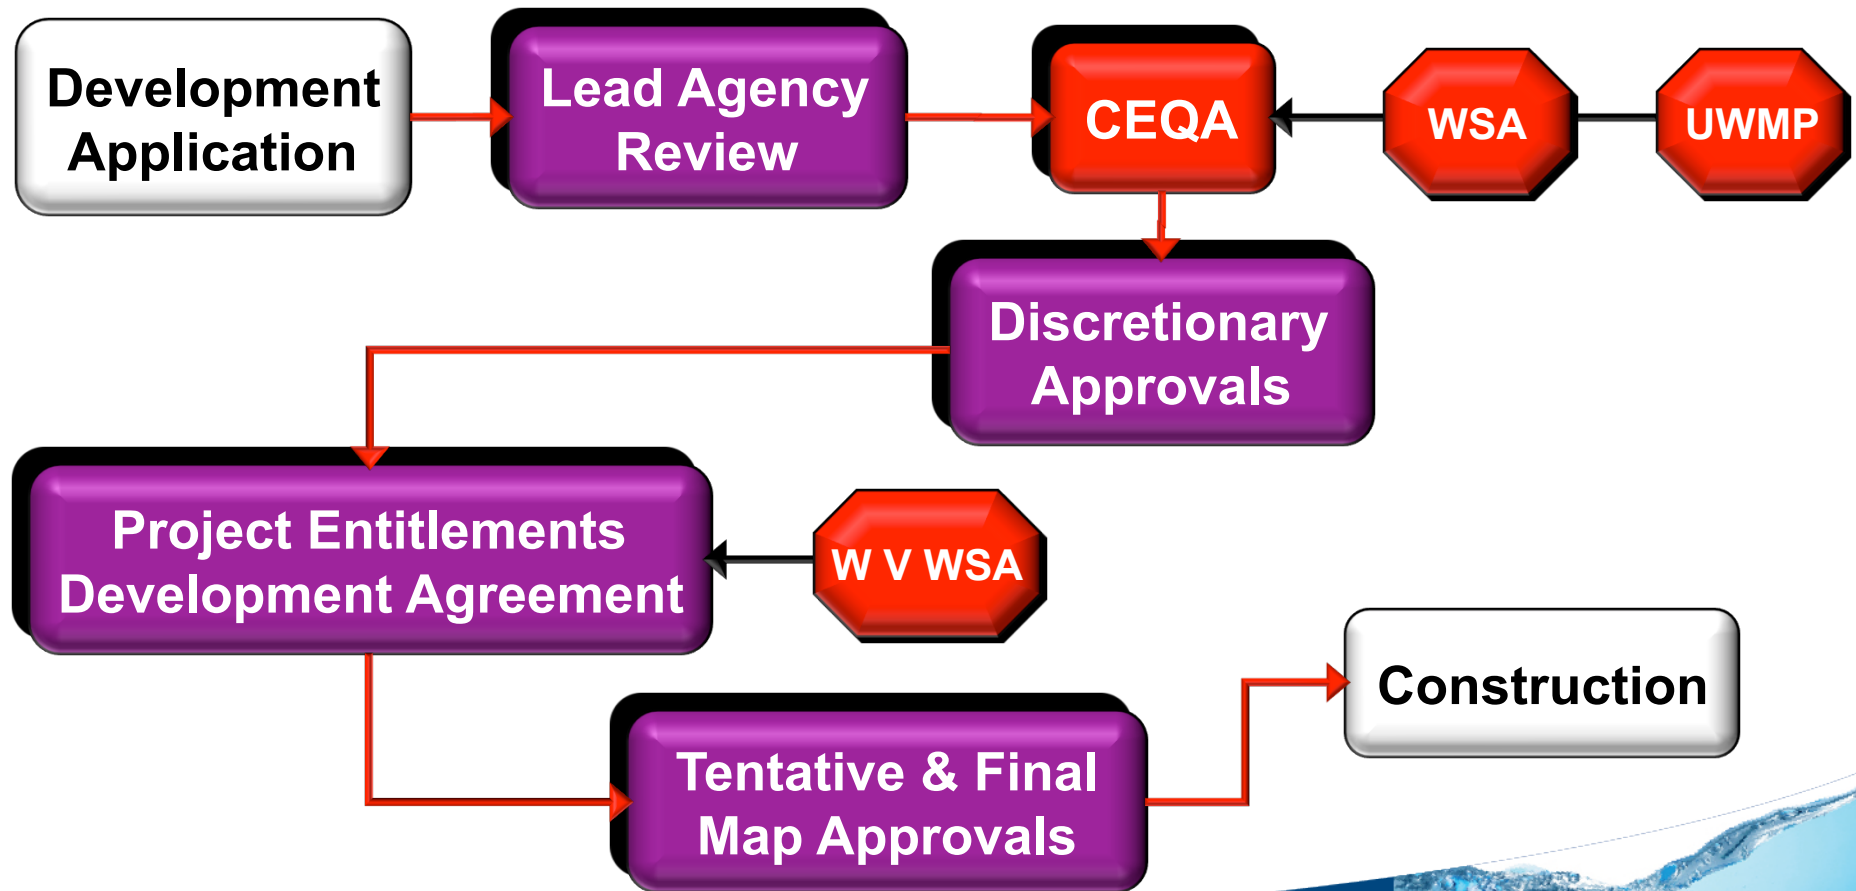 Development
Application
Lead Agency
Review
CEQA
WSA
UWMP
Discretionary
Approvals
Project Entitlements
Development Agreement
W V WSA
Construction
Tentative & Final
Map Approvals